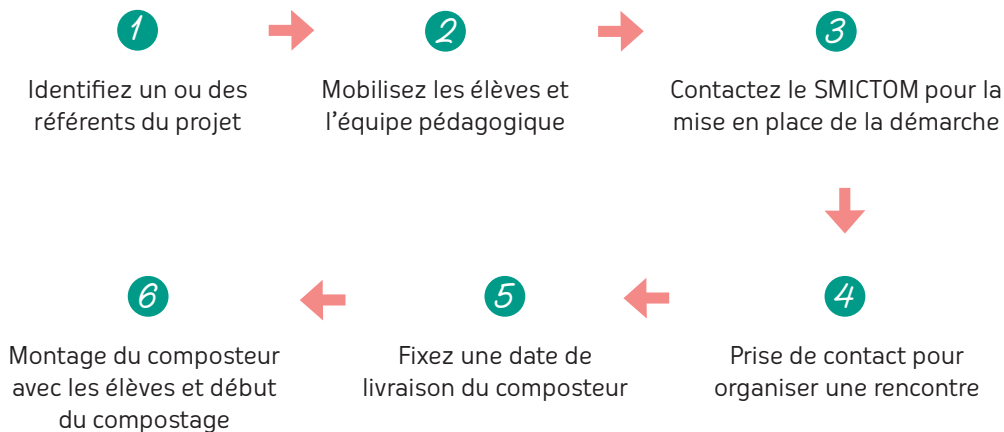 1
Identifiez un ou des
référents du projet
2
Mobilisez les élèves et
l'équipe pédagogique
3
Contactez le SMICTOM pour la
mise en place de la démarche
4
Prise de contact pour
organiser une rencontre
5
Fixez une date de
livraison du composteur
6
Montage du composteur
avec les élèves et début
du compostage